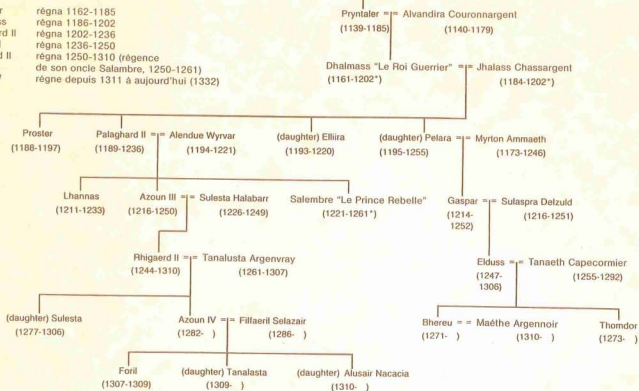 régna 1162-1185
régna 1186-1202
régna 1202-1236
régna 1236-1250
régna 1250-1310 (régence
de son oncle Salambre, 1250-1261)
règne depuis 1311 à aujourd'hui (1332)
Pryntaler == Alvandira Couronnargent
(1139-1185) (1140-1179)
Dhalmass "Le Roi Guerrier" == Jhalass Chassargent
(1161-1202*) (1184-1202*)
Proster Palaghard II == Alendue Wyrvar (daughter) Elliira (daughter) Pelara == Myrton Ammaeth
(1188-1197) (1189-1236) (1194-1221) (1193-1220) (1195-1255) (1173-1246)
Lhannas Azoun III == Sulesta Halabarr Salembre "Le Prince Rebelle" Gaspar == Sulaspra Delzuld
(1211-1233) (1216-1250) (1226-1249) (1221-1261*) (1214-1252) (1216-1251)
Rhigaerd II == Tanalusta Argenvray Elduss == Tanaeth Capecormier
(1244-1310) (1261-1307) (1247-1306) (1255-1292)
(daughter) Sulesta Azoun IV == Filfaeril Selazair Bhereu == Maéthe Argennoir Thomdor
(1277-1306) (1282- ) (1286- ) (1271- ) (1310- ) (1273- )
Foril (daughter) Tanalasta (daughter) Alusair Nacacia
(1307-1309) (1309- ) (1310- )